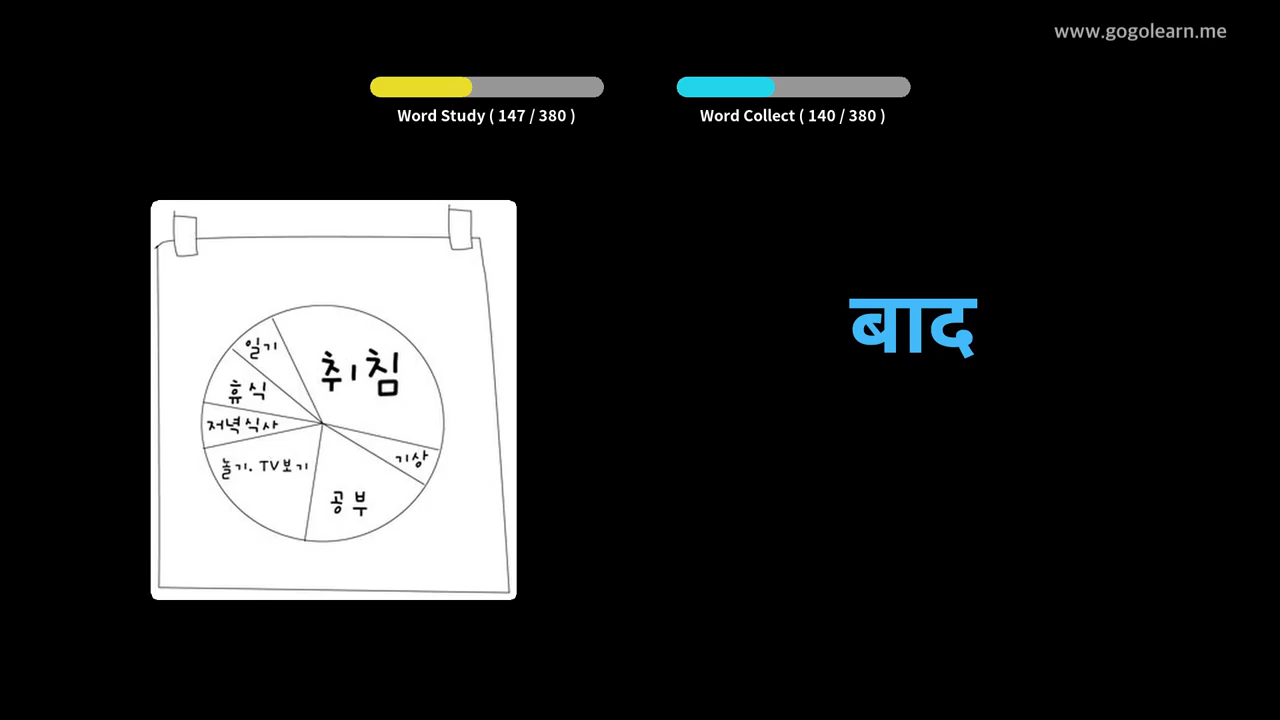 www.gogolearn.me
Word Study ( 147 / 380 )
Word Collect ( 140 / 380 )
일기
취침
휴식
저녁식사
놀기. TV보기
기상
공부
बाद